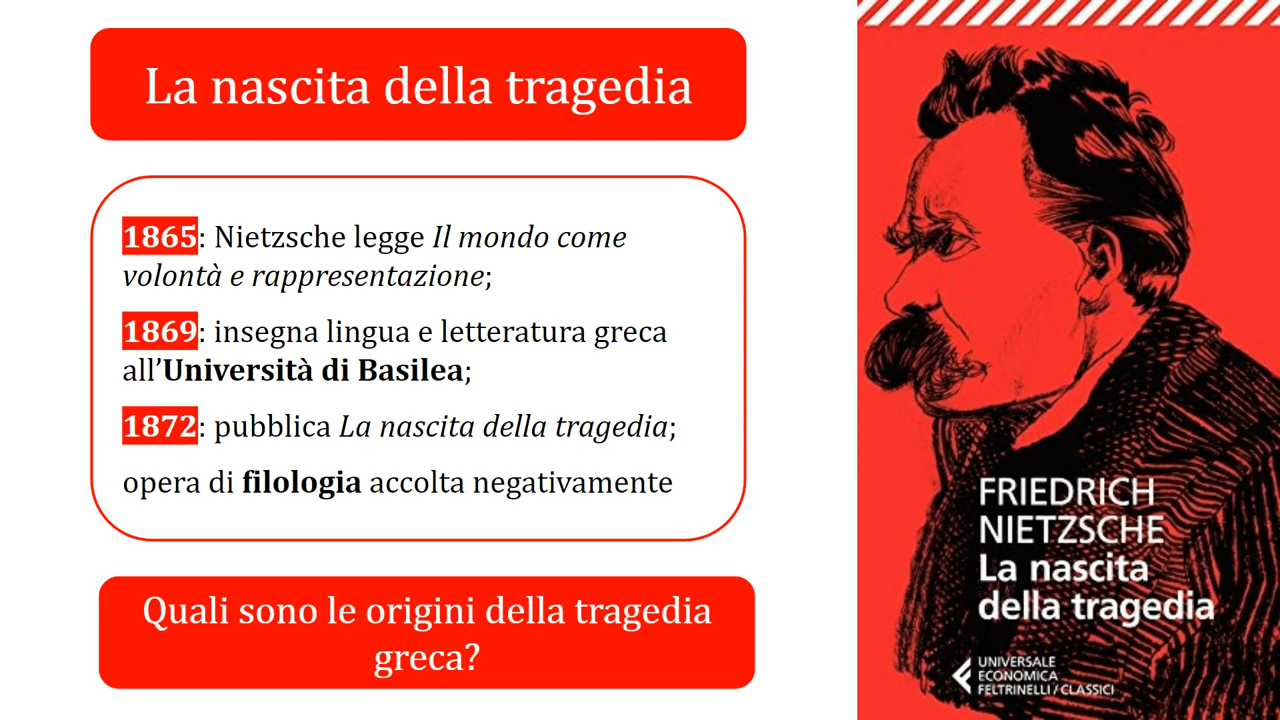 La nascita della tragedia
1865: Nietzsche legge Il mondo come
volontà e rappresentazione;
1869: insegna lingua e letteratura greca
all’Università di Basilea;
1872: pubblica La nascita della tragedia;
opera di filologia accolta negativamente
Quali sono le origini della tragedia
greca?
FRIEDRICH
NIETZSCHE
La nascita
della tragedia
UNIVERSALE
ECONOMICA
FELTRINELLI/CLASSICI